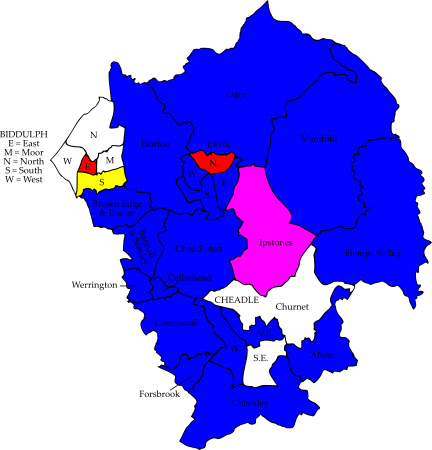 Dane
N
BIDDULPH
E = East
M = Moor
N = North
S = South
W = West
Horton
LEEK
Manifold
W
E
M
N.
S
W
E
S
Brown Edge
& Endon
Ipstones
Cheddleton
Hamps Valley
Cellarhead
Werrington
CHEADLE
Churnet
Caverswall
N.E.
W.
S.E.
Alton
Forsbrook
Checkley